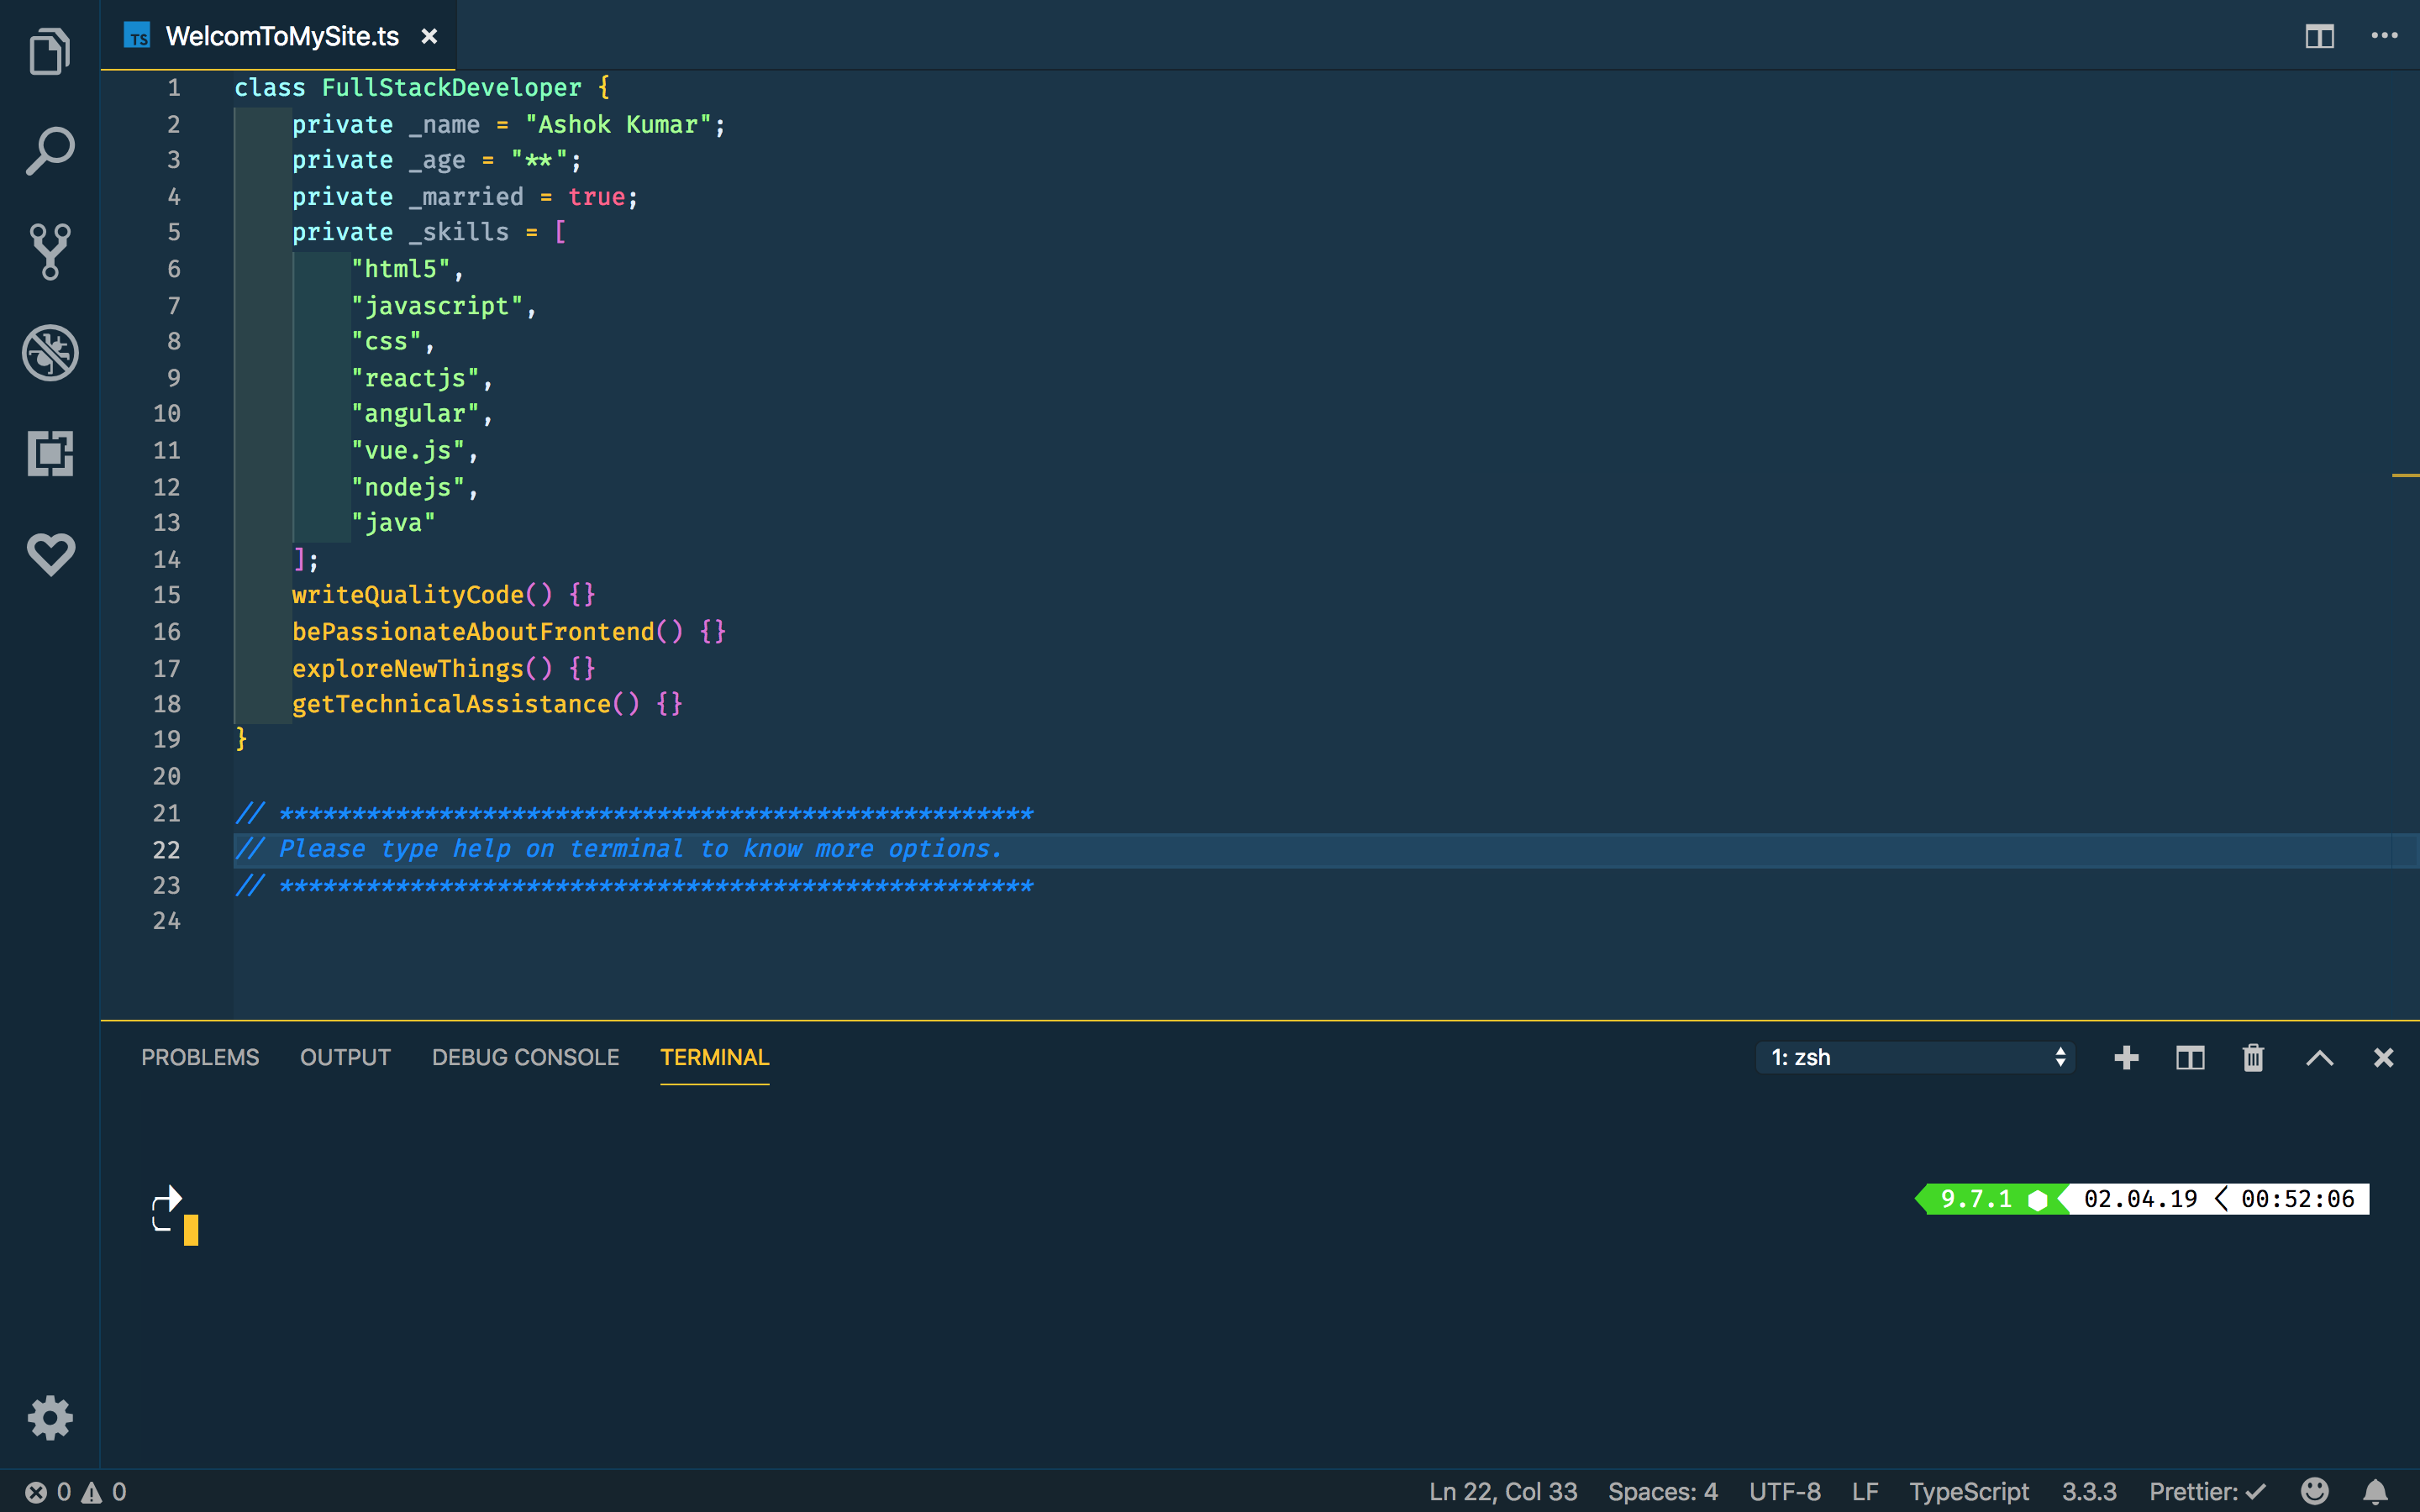 TS WelcomToMySite.ts ×
1 class FullStackDeveloper {
2 private _name = "Ashok Kumar";
3 private _age = "**";
4 private _married = true;
5 private _skills = [
6 "html5",
7 "javascript",
8 "css",
9 "reactjs",
10 "angular",
11 "vue.js",
12 "nodejs",
13 "java"
14 ];
15 writeQualityCode() {}
16 bePassionateAboutFrontend() {}
17 exploreNewThings() {}
18 getTechnicalAssistance() {}
19 }
20
21 // ****************************************************
22 // Please type help on terminal to know more options.
23 // ****************************************************
24
PROBLEMS OUTPUT DEBUG CONSOLE TERMINAL 1: zsh
9.7.1 02.04.19 00:52:06
0 0 Ln 22, Col 33 Spaces: 4 UTF-8 LF TypeScript 3.3.3 Prettier: ✓